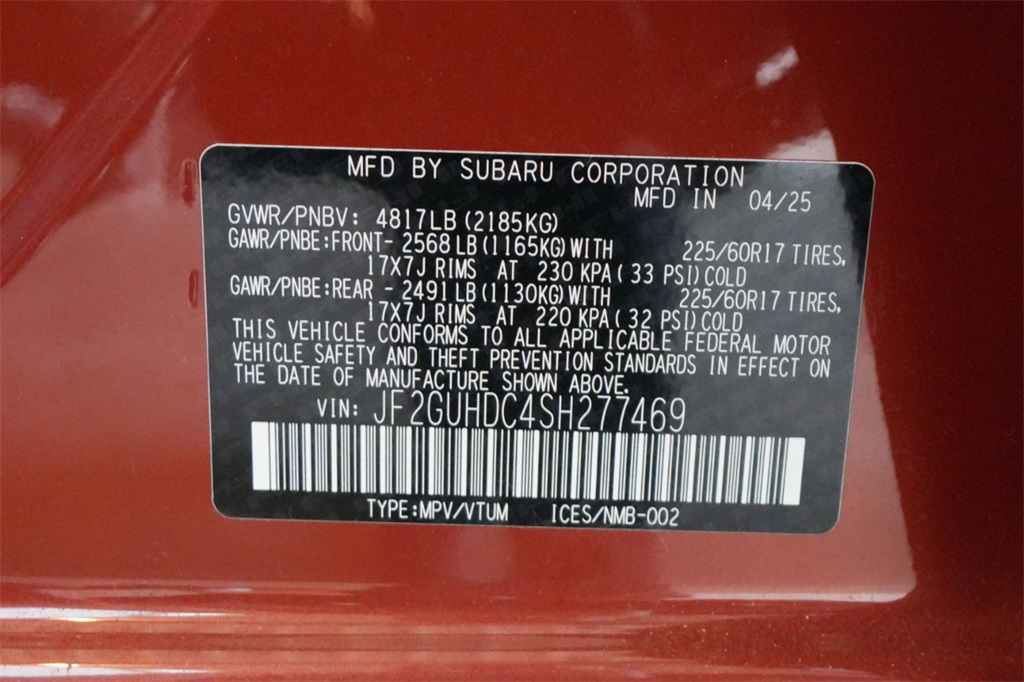 MFD BY SUBARU CORPORATION
MFD IN 04/25
GVWR/PNBV: 4817LB (2185KG)
GAWR/PNBE:FRONT- 2568 LB (1165KG) WITH 225/60R17 TIRES,
17X7J RIMS AT 230 KPA ( 33 PSI) COLD
GAWR/PNBE:REAR - 2491 LB (1130KG) WITH 225/60R17 TIRES,
17X7J RIMS AT 220 KPA ( 32 PSI) COLD
THIS VEHICLE CONFORMS TO ALL APPLICABLE FEDERAL MOTOR
VEHICLE SAFETY AND THEFT PREVENTION STANDARDS IN EFFECT ON
THE DATE OF MANUFACTURE SHOWN ABOVE.
VIN: JF2GUHDC4SH277469
TYPE:MPV/VTUM ICES/NMB-002